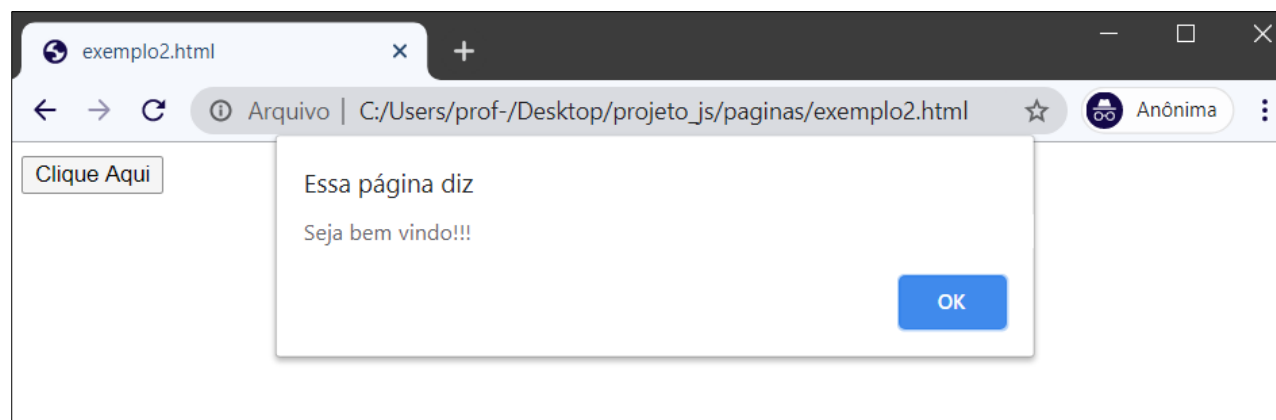 exemplo2.html
Arquivo | C:/Users/prof-/Desktop/projeto_js/paginas/exemplo2.html Anônima
Clique Aqui
Essa página diz
Seja bem vindo!!!
OK